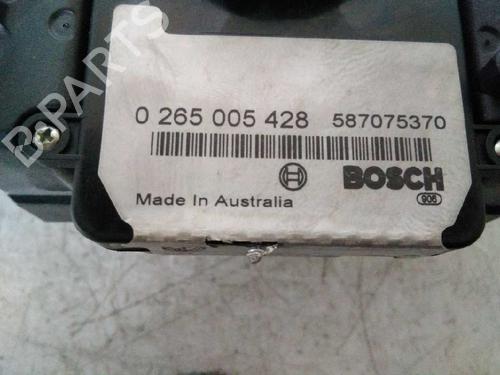 B-PARTS
0 265 005 428 587075370
BOSCH
Made In Australia
906